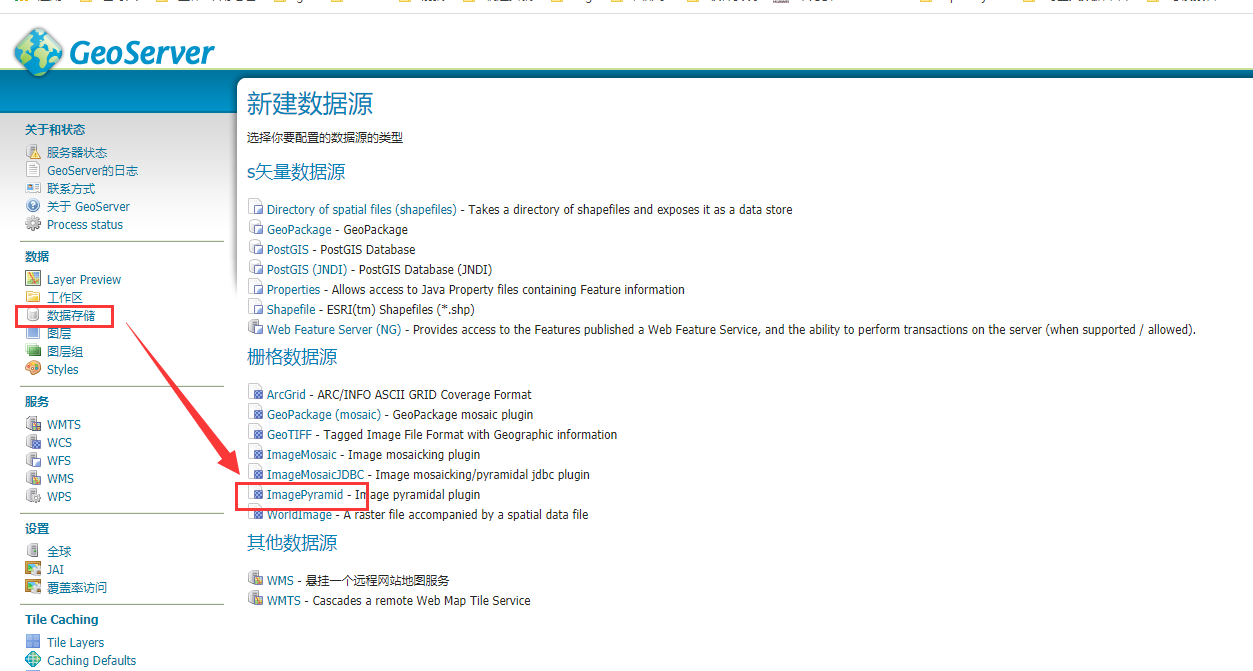 GeoServer
关于和状态
服务器状态
GeoServer的日志
联系方式
关于 GeoServer
Process status
数据
Layer Preview
工作区
数据存储
图层
图层组
Styles
服务
WMTS
WCS
WFS
WMS
WPS
设置
全球
JAI
覆盖率访问
Tile Caching
Tile Layers
Caching Defaults
新建数据源
选择你要配置的数据源的类型
s矢量数据源
Directory of spatial files (shapefiles) - Takes a directory of shapefiles and exposes it as a data store
GeoPackage - GeoPackage
PostGIS - PostGIS Database
PostGIS (JNDI) - PostGIS Database (JNDI)
Properties - Allows access to Java Property files containing Feature information
Shapefile - ESRI(tm) Shapefiles (*.shp)
Web Feature Server (NG) - Provides access to the Features published a Web Feature Service, and the ability to perform transactions on the server (when supported / allowed).
栅格数据源
ArcGrid - ARC/INFO ASCII GRID Coverage Format
GeoPackage (mosaic) - GeoPackage mosaic plugin
GeoTIFF - Tagged Image File Format with Geographic information
ImageMosaic - Image mosaicking plugin
ImageMosaicJDBC - Image mosaicking/pyramidal jdbc plugin
ImagePyramid - Image pyramidal plugin
WorldImage - A raster file accompanied by a spatial data file
其他数据源
WMS - 悬挂一个远程网站地图服务
WMTS - Cascades a remote Web Map Tile Service